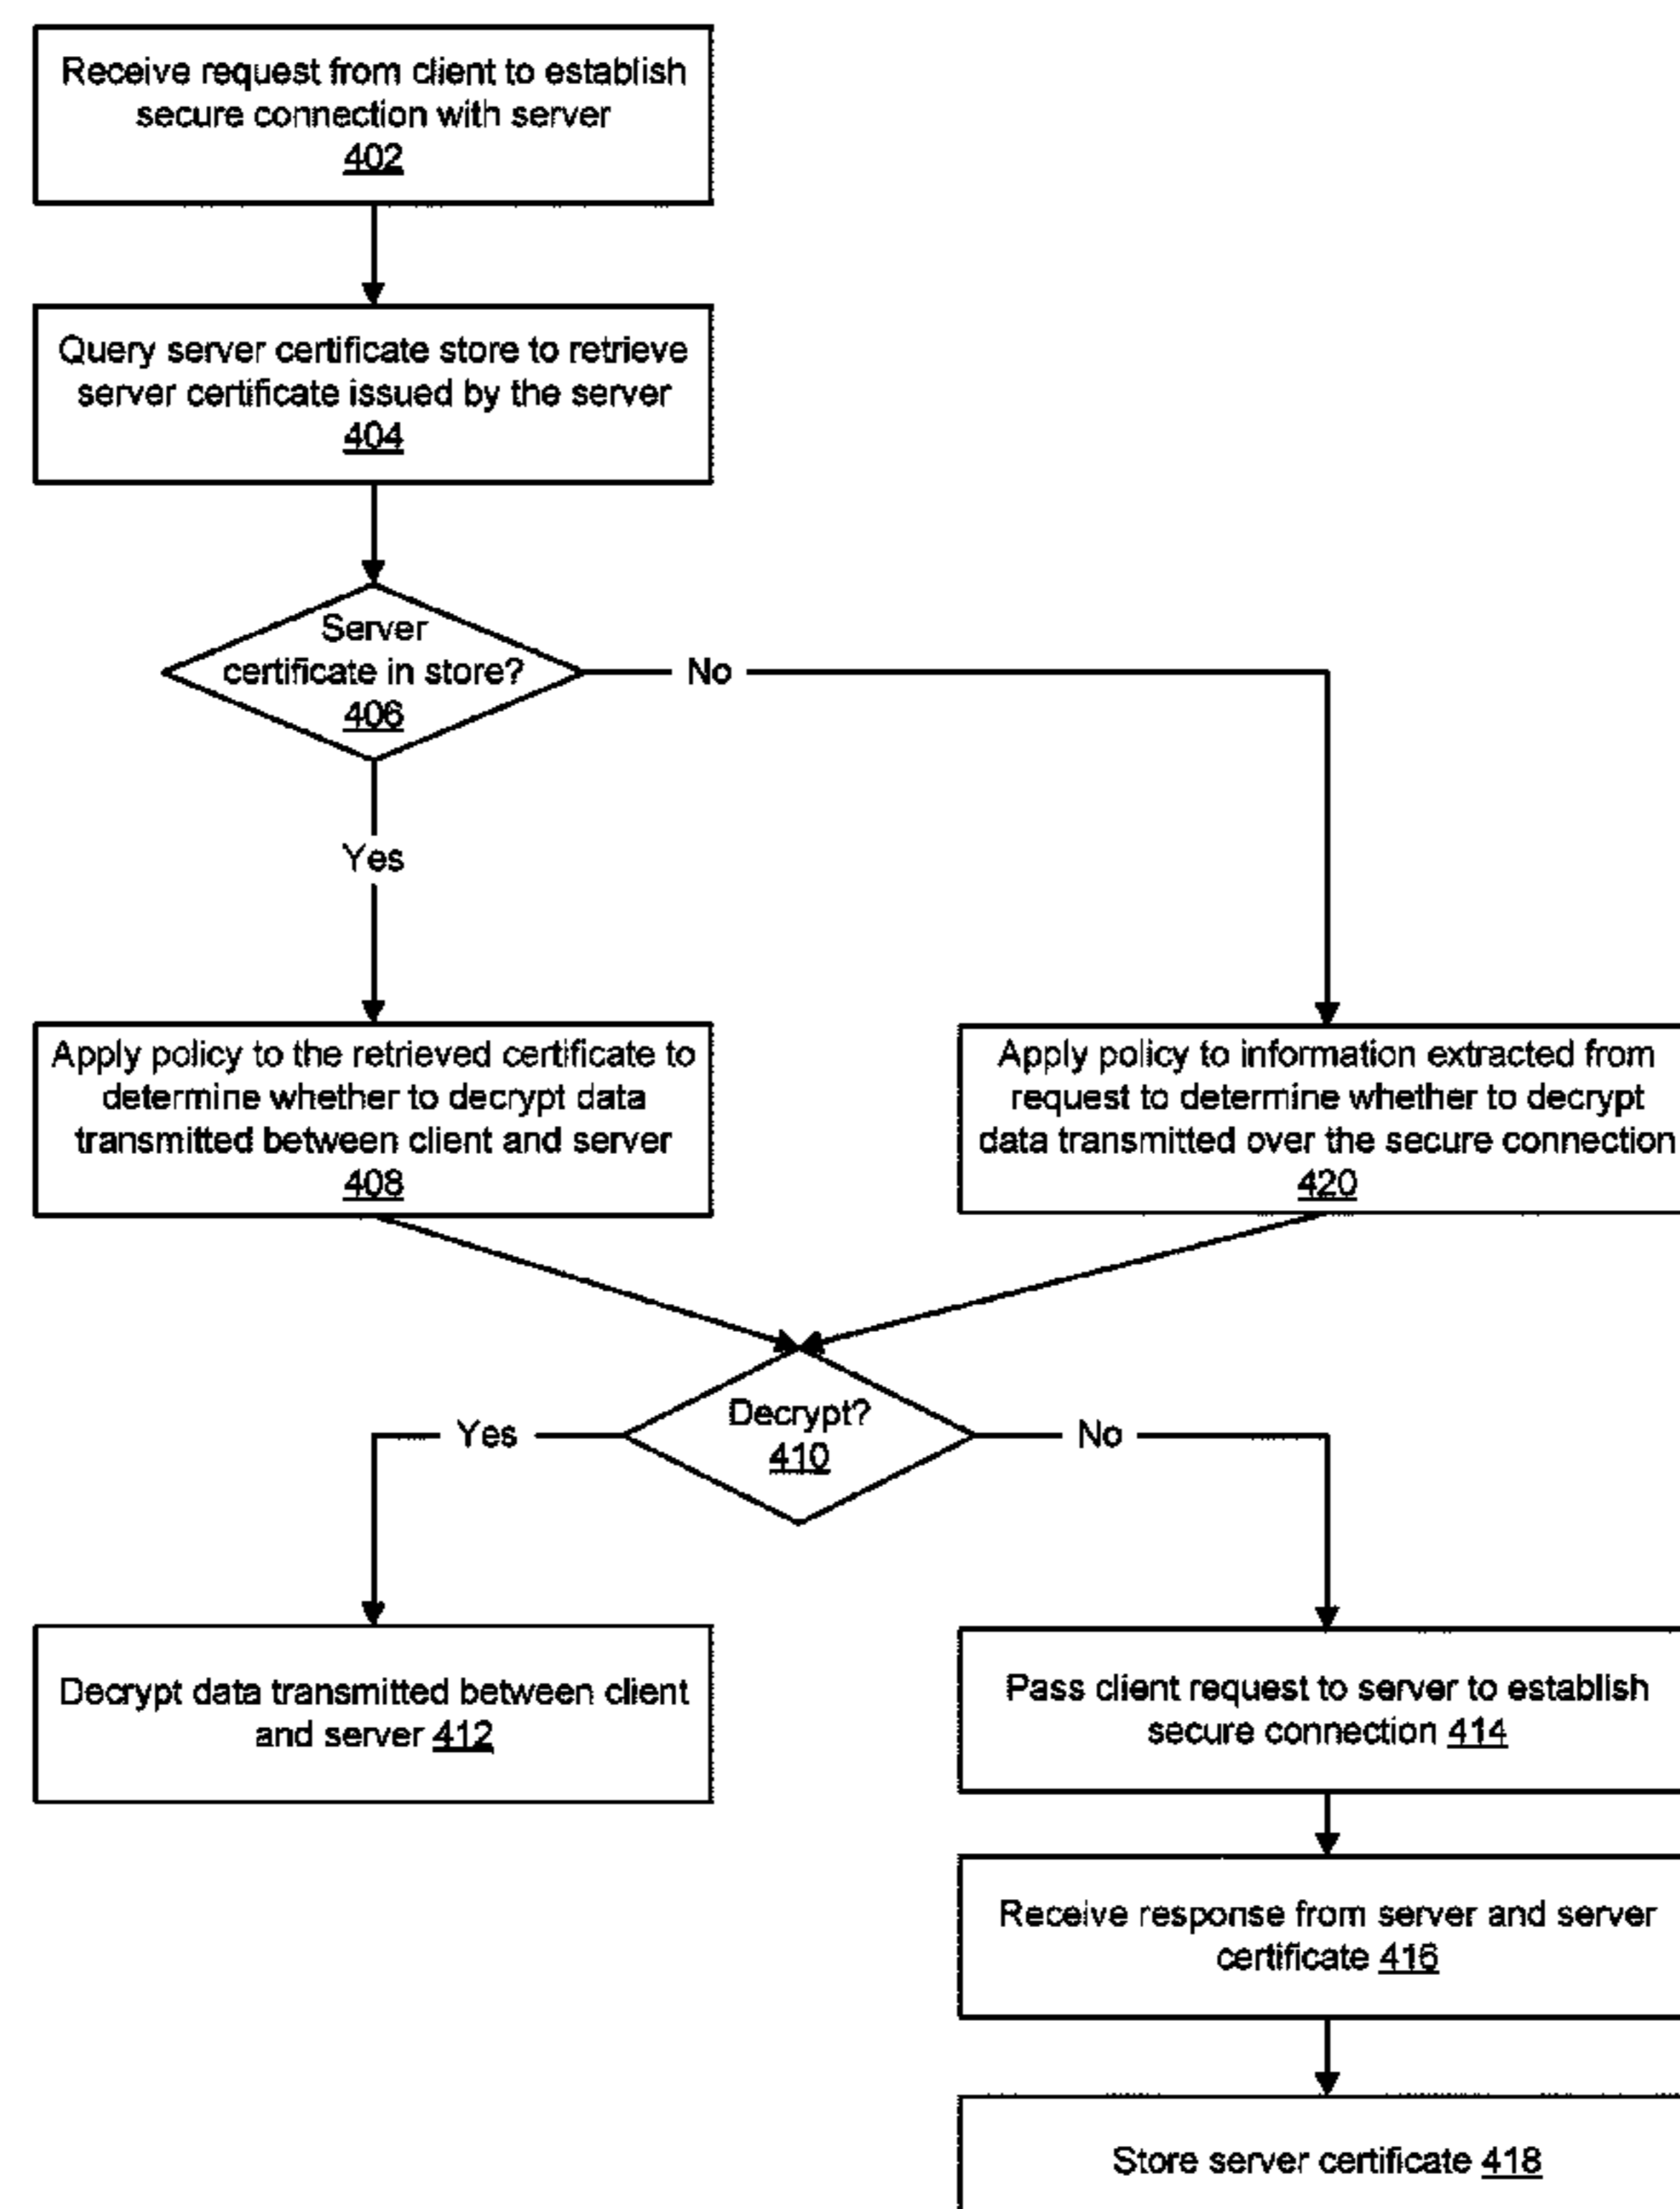 Receive request from client to establish
secure connection with server
402
Query server certificate store to retrieve
server certificate issued by the server
404
Server
certificate in store?
406
No
Yes
Apply policy to the retrieved certificate to
determine whether to decrypt data
transmitted between client and server
408
Apply policy to information extracted from
request to determine whether to decrypt
data transmitted over the secure connection
420
Decrypt?
410
Yes
No
Decrypt data transmitted between client
and server 412
Pass client request to server to establish
secure connection 414
Receive response from server and server
certificate 416
Store server certificate 418